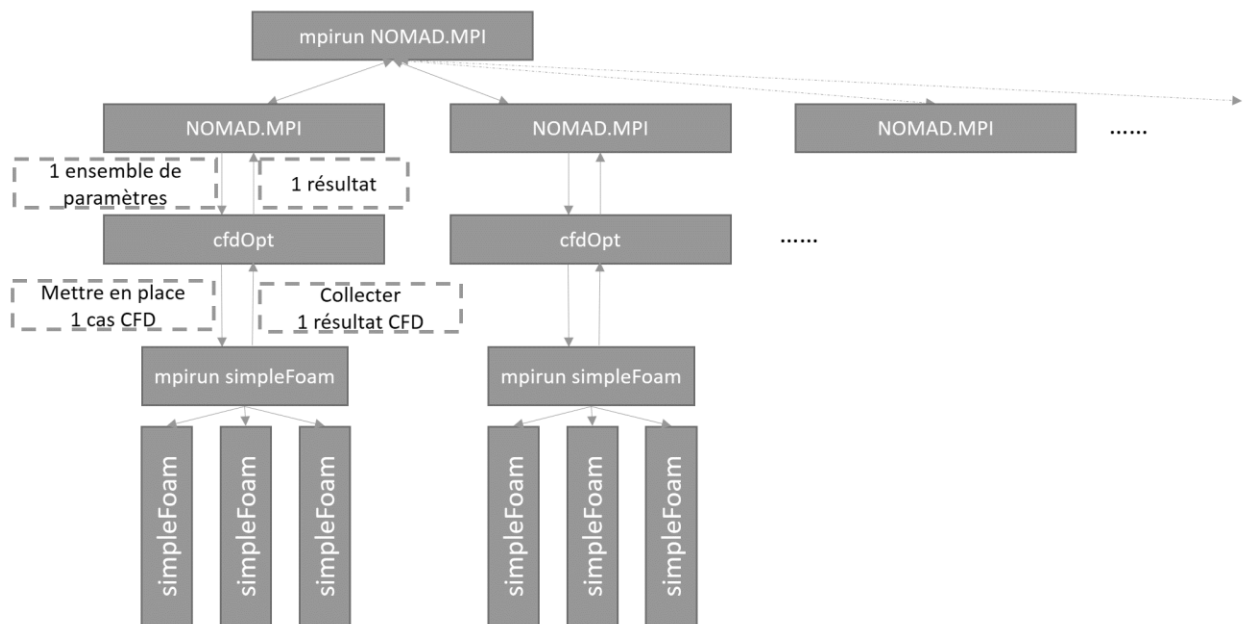 mpirun NOMAD.MPI
NOMAD.MPI
NOMAD.MPI
NOMAD.MPI
......
1 ensemble de
paramètres
1 résultat
cfdOpt
cfdOpt
......
Mettre en place
1 cas CFD
Collecter
1 résultat CFD
mpirun simpleFoam
mpirun simpleFoam
simpleFoam
simpleFoam
simpleFoam
simpleFoam
simpleFoam
simpleFoam